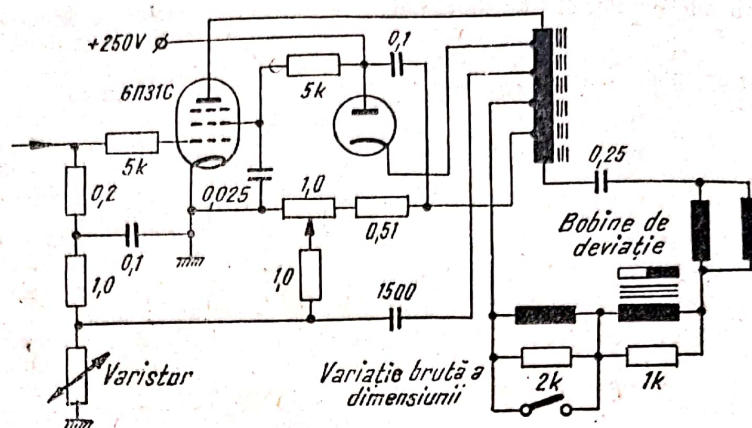 +250V
0,1
6П31С
5k
5k
0,2
0,025
1,0
0,25
0,1
0,51
Bobine de
deviație
1,0
1,0
1500
Varistor
Variație brută a
dimensiunii
2k
1k